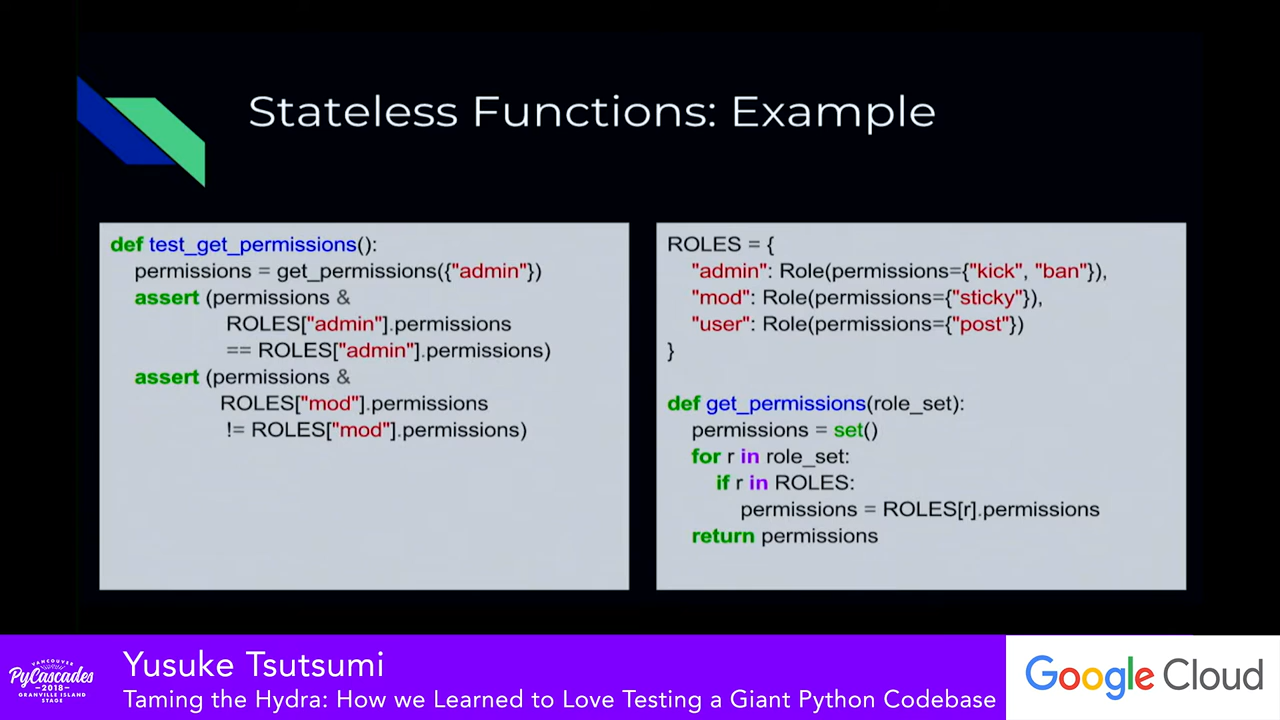 Stateless Functions: Example
def test_get_permissions():
permissions = get_permissions({"admin"})
assert (permissions &
ROLES["admin"].permissions
== ROLES["admin"].permissions)
assert (permissions &
ROLES["mod"].permissions
!= ROLES["mod"].permissions)
ROLES = {
"admin": Role(permissions={"kick", "ban"}),
"mod": Role(permissions={"sticky"}),
"user": Role(permissions={"post"})
}
def get_permissions(role_set):
permissions = set()
for r in role_set:
if r in ROLES:
permissions = ROLES[r].permissions
return permissions
VANCOUVER
PyCascades
2018
GRANVILLE ISLAND
STAGE
Yusuke Tsutsumi
Taming the Hydra: How we Learned to Love Testing a Giant Python Codebase
Google Cloud